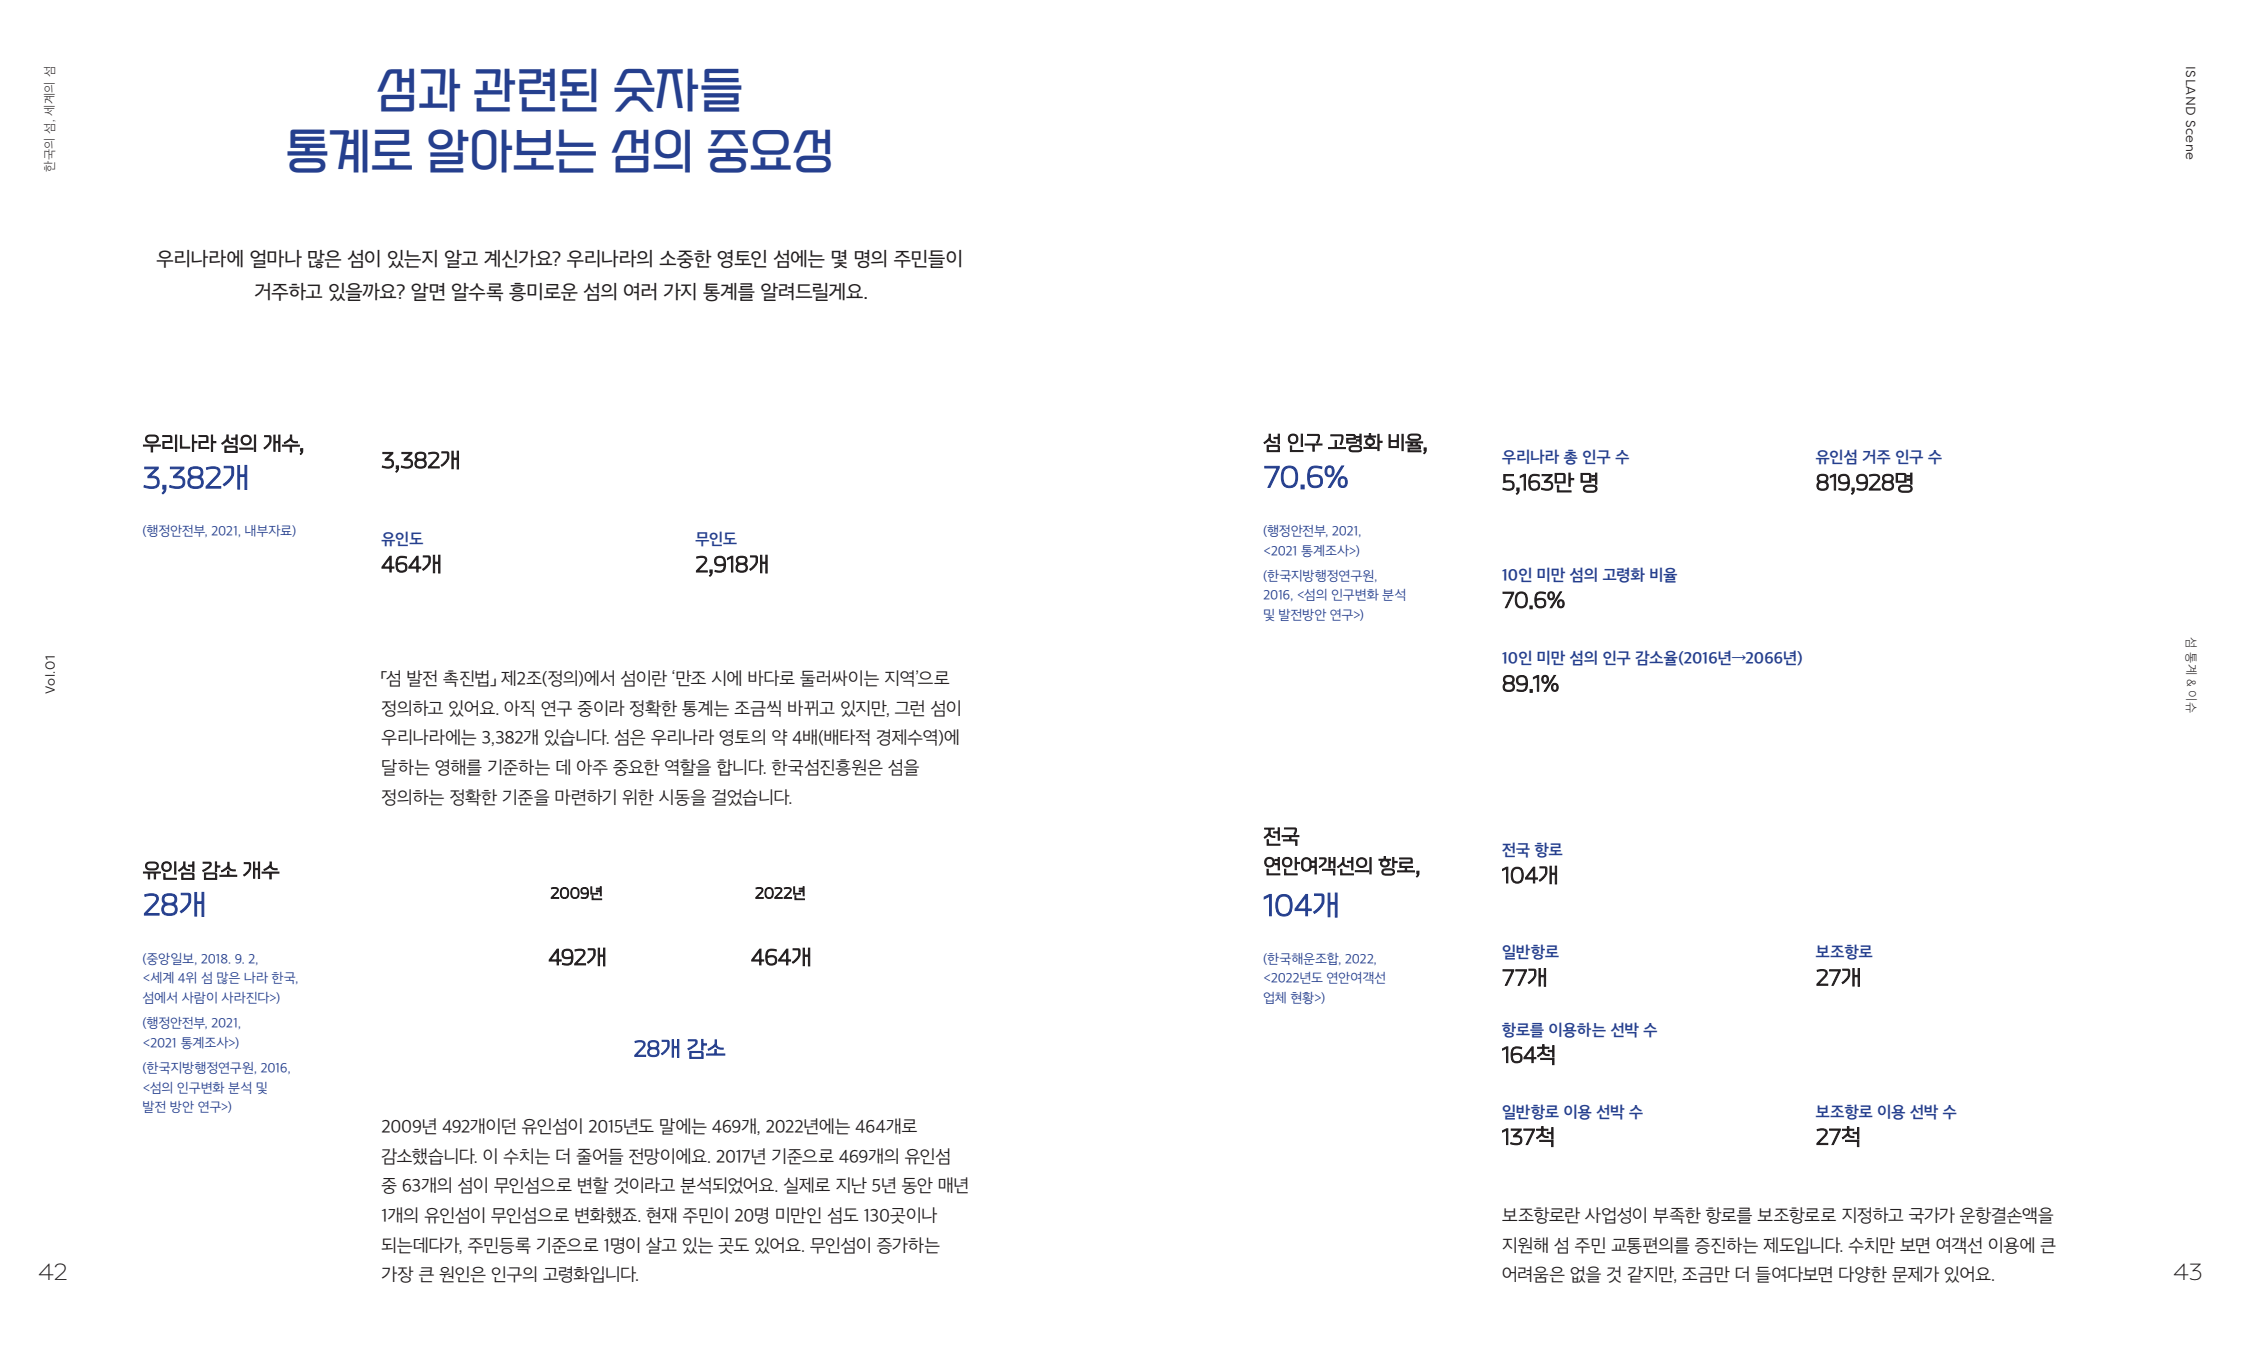 한국의 섬, 세계의 섬
섬과 관련된 숫자들
통계로 알아보는 섬의 중요성
우리나라에 얼마나 많은 섬이 있는지 알고 계신가요? 우리나라의 소중한 영토인 섬에는 몇 명의 주민들이
거주하고 있을까요? 알면 알수록 흥미로운 섬의 여러 가지 통계를 알려드릴게요.
우리나라 섬의 개수,
3,382개
(행정안전부, 2021, 내부자료)
3,382개
유인도
464개
무인도
2,918개
Vol.01
「섬 발전 촉진법」 제2조(정의)에서 섬이란 ‘만조 시에 바다로 둘러싸이는 지역’으로
정의하고 있어요. 아직 연구 중이라 정확한 통계는 조금씩 바뀌고 있지만, 그런 섬이
우리나라에는 3,382개 있습니다. 섬은 우리나라 영토의 약 4배(배타적 경제수역)에
달하는 영해를 기준하는 데 아주 중요한 역할을 합니다. 한국섬진흥원은 섬을
정의하는 정확한 기준을 마련하기 위한 시동을 걸었습니다.
유인섬 감소 개수
28개
(중앙일보, 2018. 9. 2,
<세계 4위 섬 많은 나라 한국,
섬에서 사람이 사라진다>)
(행정안전부, 2021,
<2021 통계조사>)
(한국지방행정연구원, 2016,
<섬의 인구변화 분석 및
발전 방안 연구>)
2009년
2022년
492개
464개
28개 감소
2009년 492개이던 유인섬이 2015년도 말에는 469개, 2022년에는 464개로
감소했습니다. 이 수치는 더 줄어들 전망이에요. 2017년 기준으로 469개의 유인섬
중 63개의 섬이 무인섬으로 변할 것이라고 분석되었어요. 실제로 지난 5년 동안 매년
1개의 유인섬이 무인섬으로 변화했죠. 현재 주민이 20명 미만인 섬도 130곳이나
되는데다가, 주민등록 기준으로 1명이 살고 있는 곳도 있어요. 무인섬이 증가하는
가장 큰 원인은 인구의 고령화입니다.
42
ISLAND Scene
섬 인구 고령화 비율,
70.6%
(행정안전부, 2021,
<2021 통계조사>)
(한국지방행정연구원,
2016, <섬의 인구변화 분석
및 발전방안 연구>)
우리나라 총 인구 수
5,163만 명
유인섬 거주 인구 수
819,928명
10인 미만 섬의 고령화 비율
70.6%
10인 미만 섬의 인구 감소율(2016년→2066년)
89.1%
섬 통계 & 이슈
전국
연안여객선의 항로,
104개
(한국해운조합, 2022,
<2022년도 연안여객선
업체 현황>)
전국 항로
104개
일반항로
77개
보조항로
27개
항로를 이용하는 선박 수
164척
일반항로 이용 선박 수
137척
보조항로 이용 선박 수
27척
보조항로란 사업성이 부족한 항로를 보조항로로 지정하고 국가가 운항결손액을
지원해 섬 주민 교통편의를 증진하는 제도입니다. 수치만 보면 여객선 이용에 큰
어려움은 없을 것 같지만, 조금만 더 들여다보면 다양한 문제가 있어요.
43